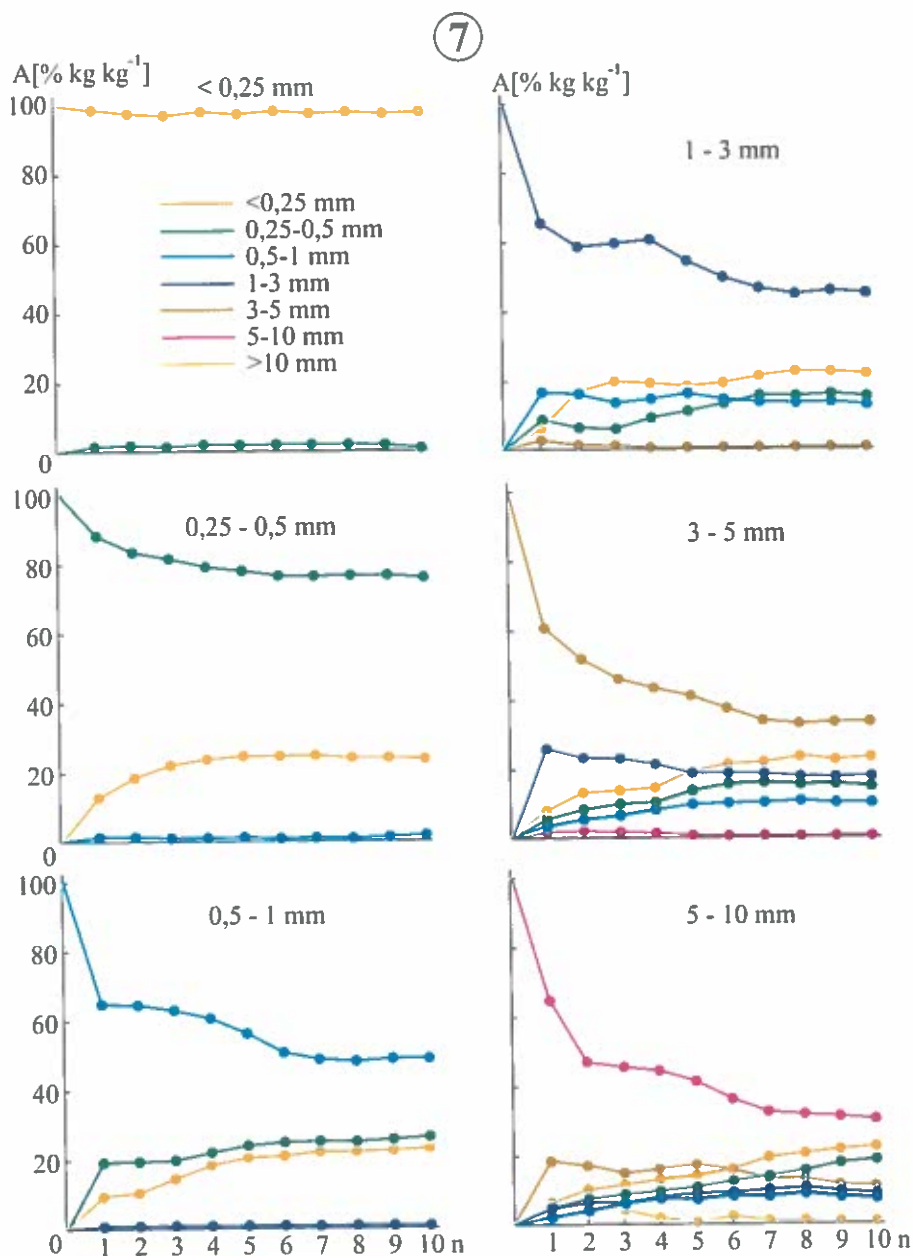 7
A[% kg kg⁻¹]
< 0,25 mm
100
80
60
40
20
0
<0,25 mm
0,25-0,5 mm
0,5-1 mm
1-3 mm
3-5 mm
5-10 mm
>10 mm
A[% kg kg⁻¹]
1 - 3 mm
100
80
60
40
20
0
0,25 - 0,5 mm
3 - 5 mm
100
80
60
40
20
0
0,5 - 1 mm
1 2 3 4 5 6 7 8 9 10 n
5 - 10 mm
1 2 3 4 5 6 7 8 9 10 n